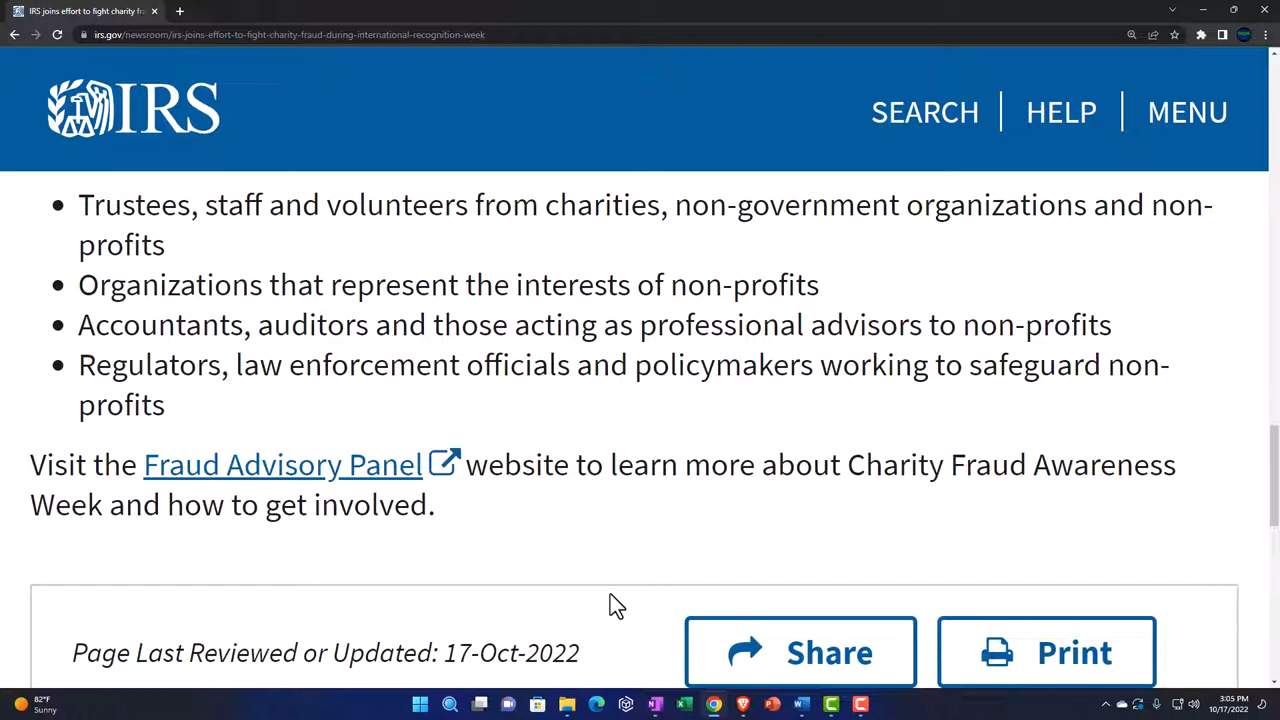 IRS joins effort to fight charity fra
irs.gov/newsroom/irs-joins-effort-to-fight-charity-fraud-during-international-recognition-week
IRS
SEARCH
HELP
MENU
Trustees, staff and volunteers from charities, non-government organizations and non-
profits
Organizations that represent the interests of non-profits
Accountants, auditors and those acting as professional advisors to non-profits
Regulators, law enforcement officials and policymakers working to safeguard non-
profits
Visit the Fraud Advisory Panel website to learn more about Charity Fraud Awareness
Week and how to get involved.
Page Last Reviewed or Updated: 17-Oct-2022
Share
Print
82°F
Sunny
3:05 PM
10/17/2022